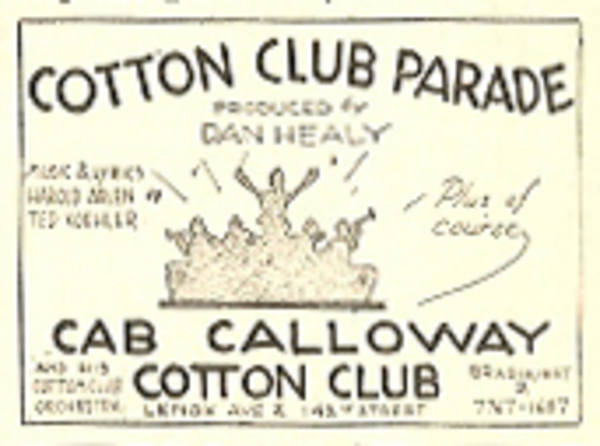 COTTON CLUB PARADE
PRODUCED by
DAN HEALY
MUSIC & LYRICS
HAROLD ARLEN &
TED KOEHLER
Plus of
course
CAB CALLOWAY
AND HIS
COTTON CLUB
ORCHESTRA
COTTON CLUB
LENOX AVE & 142nd STREET
BRADHURST
2
7767-1687